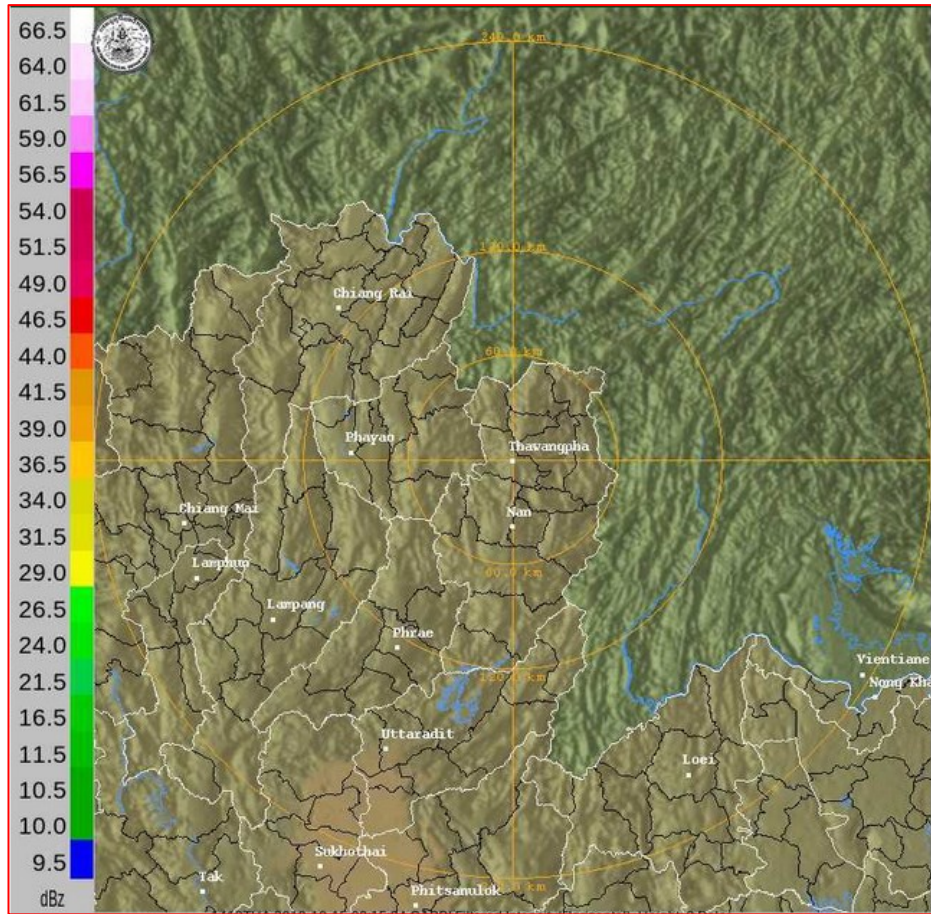 66.5
64.0
61.5
59.0
56.5
54.0
51.5
49.0
46.5
44.0
41.5
39.0
36.5
34.0
31.5
29.0
26.5
24.0
21.5
16.5
11.5
10.5
10.0
9.5
dBz
240.0 km
Chiang Rai
60.0 km
Phayao
Thawangpha
Chiang Mai
Nan
Lamphun
60.0 km
Lampang
Phrae
Vientiane
120.0 km
Nong Kha
Uttaradit
Loei
Sukhothai
Tak
Phitsanulok